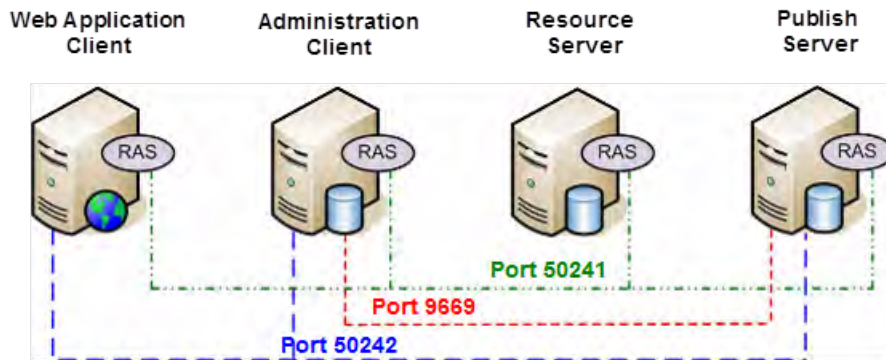 Web Application Administration Resource Publish
Client Client Server Server
RAS RAS RAS RAS
Port 50241
Port 9669
Port 50242